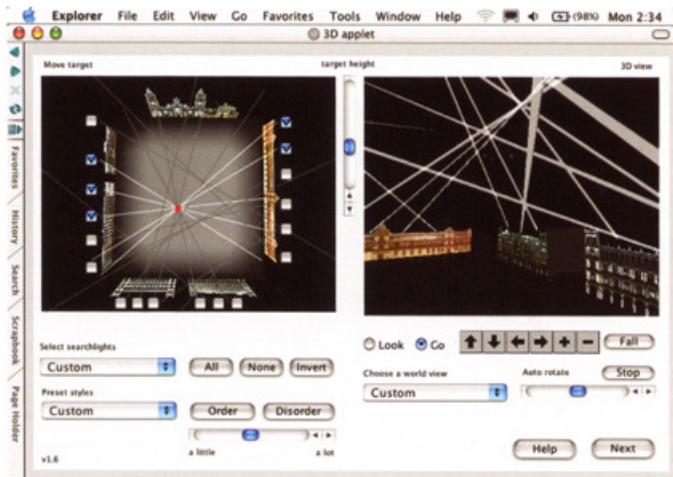 Explorer File Edit View Go Favorites Tools Window Help (98%) Mon 2:34
3D applet
Move target target height 3D view
Favorites
History
Search
Scrapbook
Page Holder
Select searchlights
Custom All None Invert
Preset styles
Custom Order Disorder
a little a lot
v1.6
Look Go Fall
Choose a world view Auto rotate Stop
Custom
Help Next